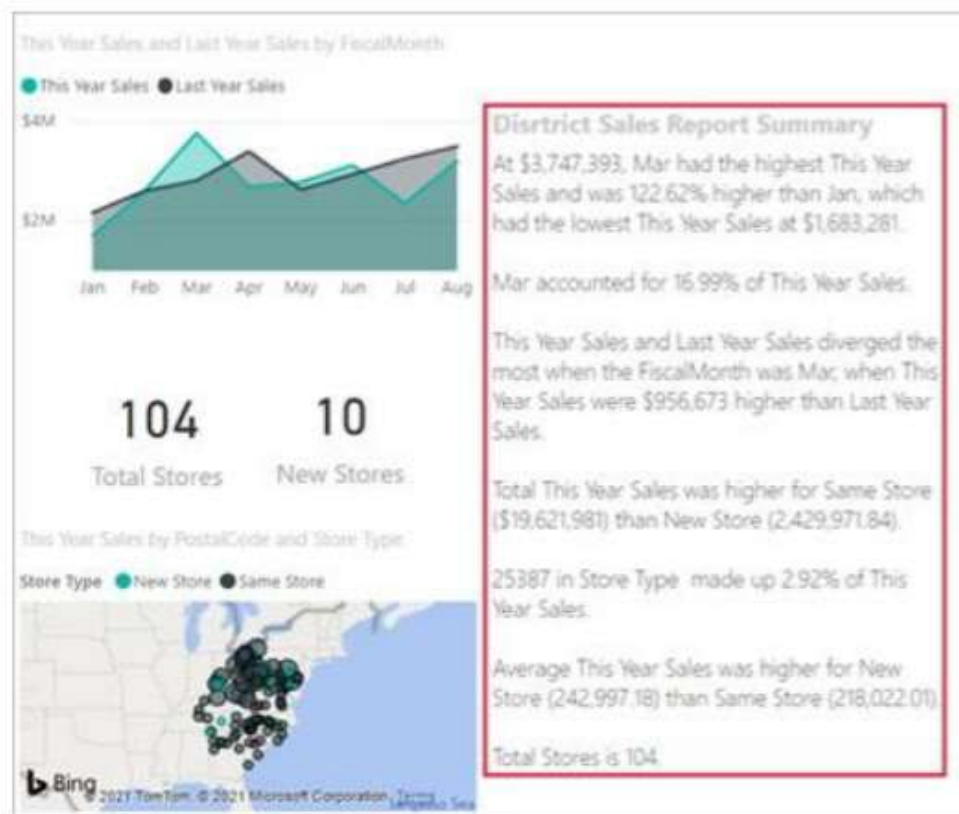 This Year Sales and Last Year Sales by FiscalMonth
This Year Sales Last Year Sales
$4M
$2M
Jan Feb Mar Apr May Jun Jul Aug
104
Total Stores
10
New Stores
This Year Sales by PostalCode and Store Type
Store Type New Store Same Store
Bing
© 2021 TomTom, © 2021 Microsoft Corporation, Terms
Sargasso Sea
Disrtrict Sales Report Summary
At $3,747,393, Mar had the highest This Year
Sales and was 122.62% higher than Jan, which
had the lowest This Year Sales at $1,683,281.
Mar accounted for 16.99% of This Year Sales.
This Year Sales and Last Year Sales diverged the
most when the FiscalMonth was Mar, when This
Year Sales were $956,673 higher than Last Year
Sales.
Total This Year Sales was higher for Same Store
($19,621,981) than New Store (2,429,971.84).
25387 in Store Type made up 2.92% of This
Year Sales.
Average This Year Sales was higher for New
Store (242,997.18) than Same Store (218,022.01).
Total Stores is 104.